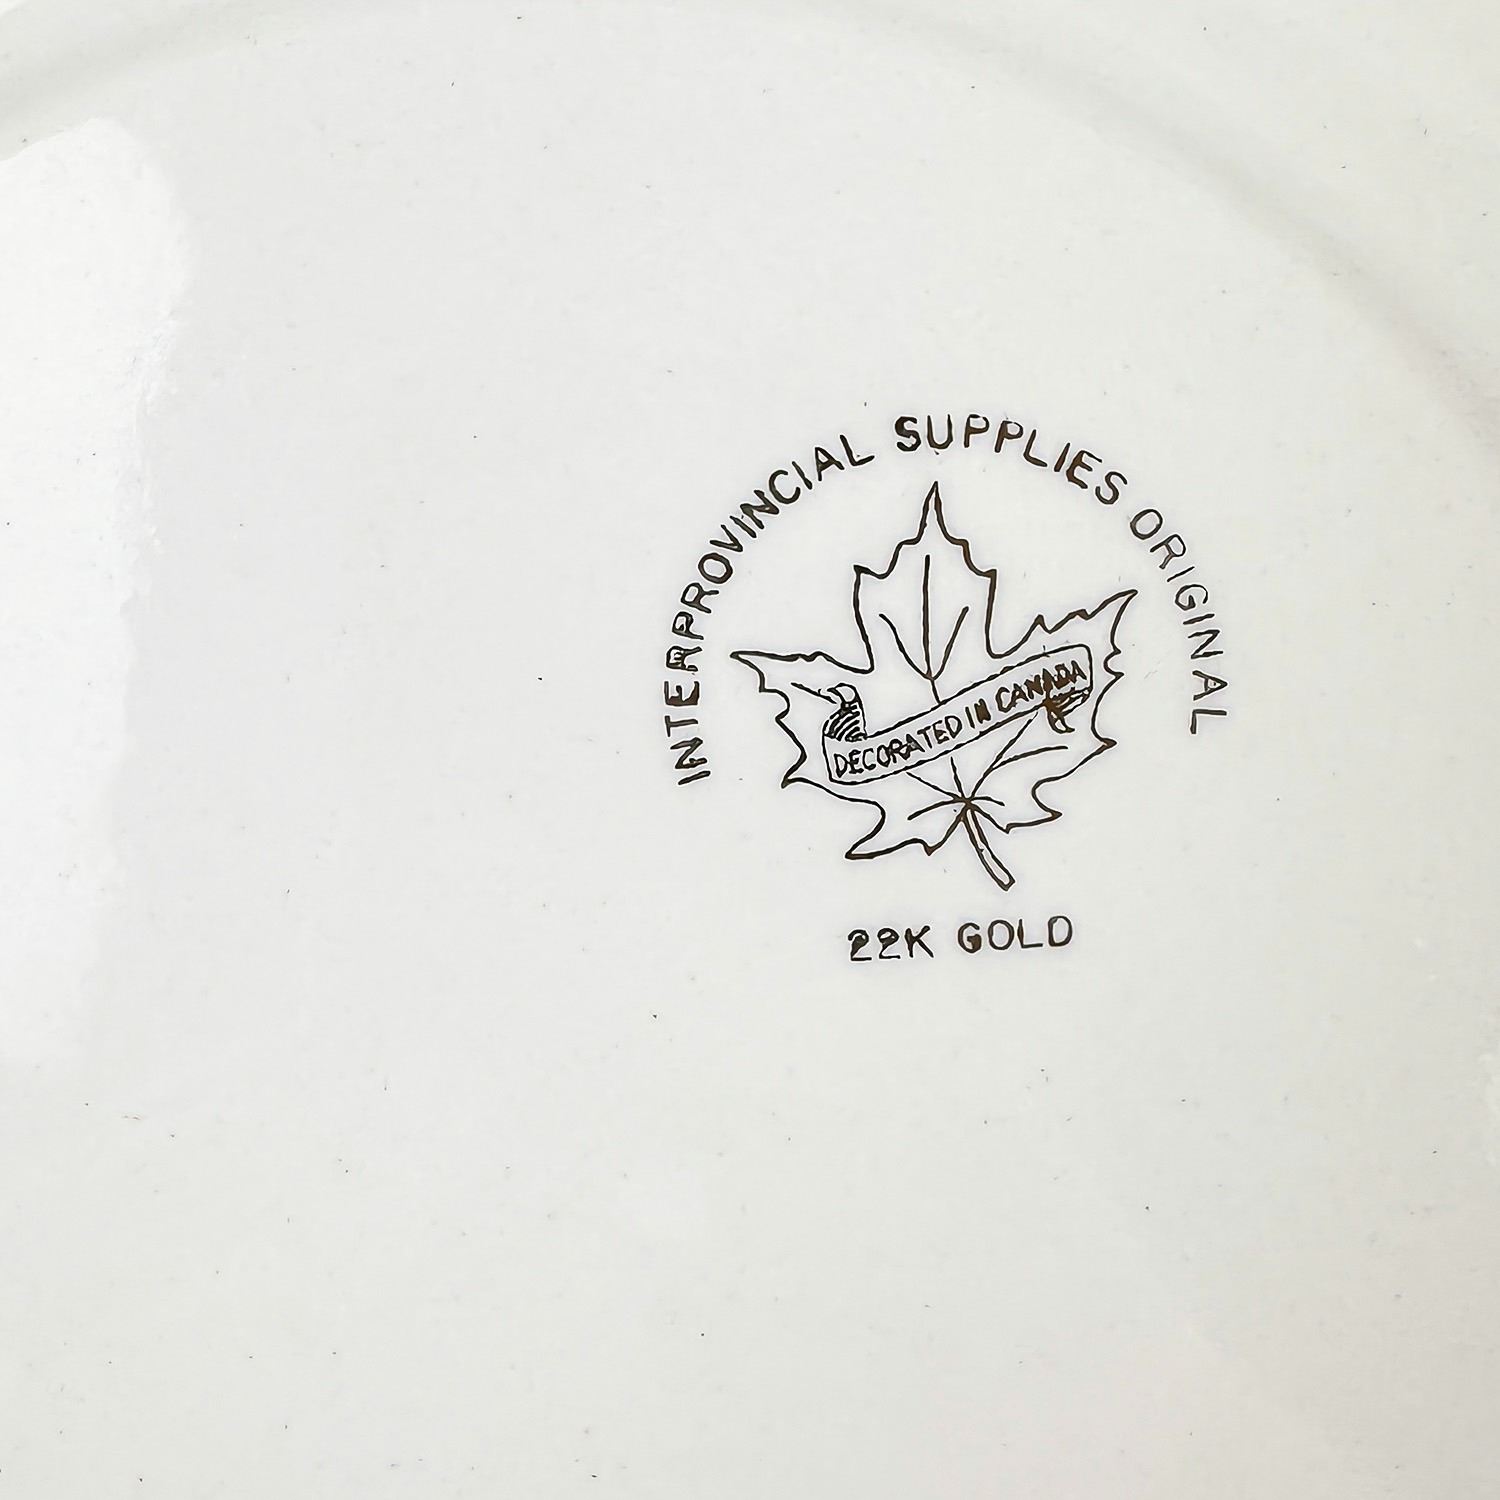 INTERPROVINCIAL SUPPLIES ORIGINAL
DECORATED IN CANADA
22K GOLD